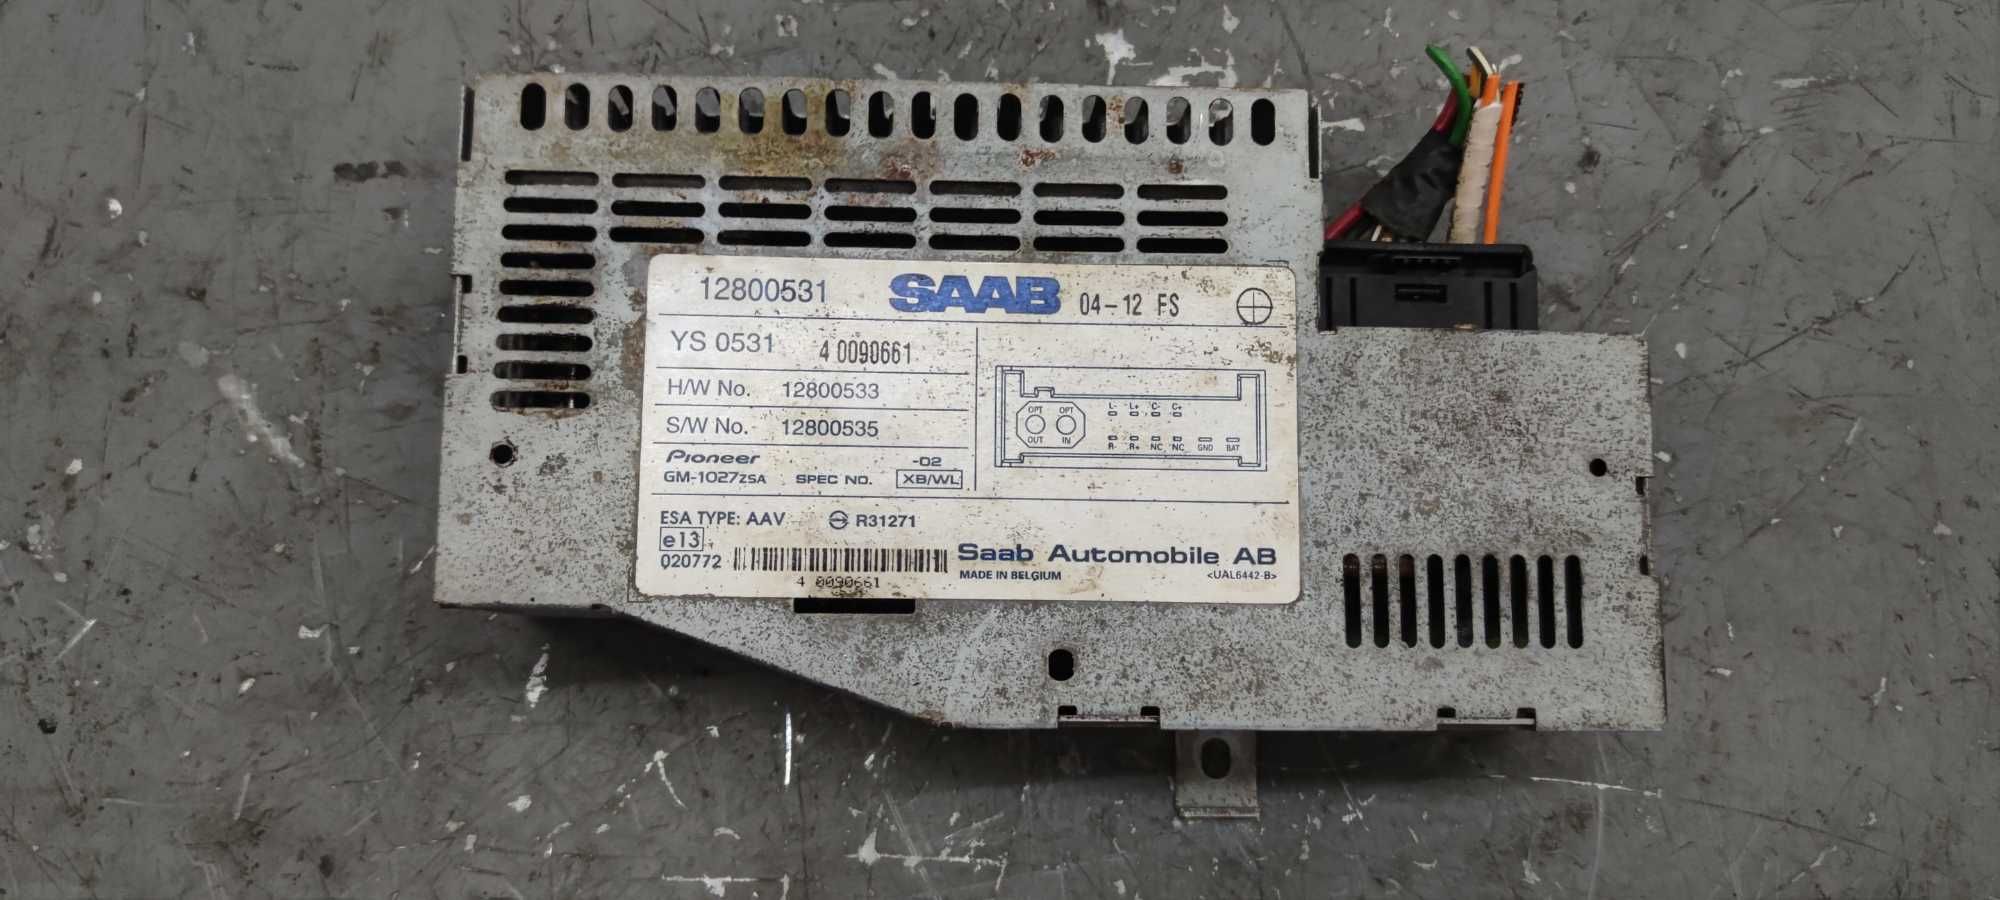 12800531 SAAB 04-12 FS
YS 0531 4 0090661
H/W No. 12800533
S/W No. 12800535
Pioneer -02
GM-1027ZSA SPEC NO. XB/WL
L- L+ C- C+
OPT OPT
OUT IN
R- R+ NC NC GND BAT
ESA TYPE: AAV R31271
e13
020772
4 0090661
Saab Automobile AB
MADE IN BELGIUM <UAL6442-B>